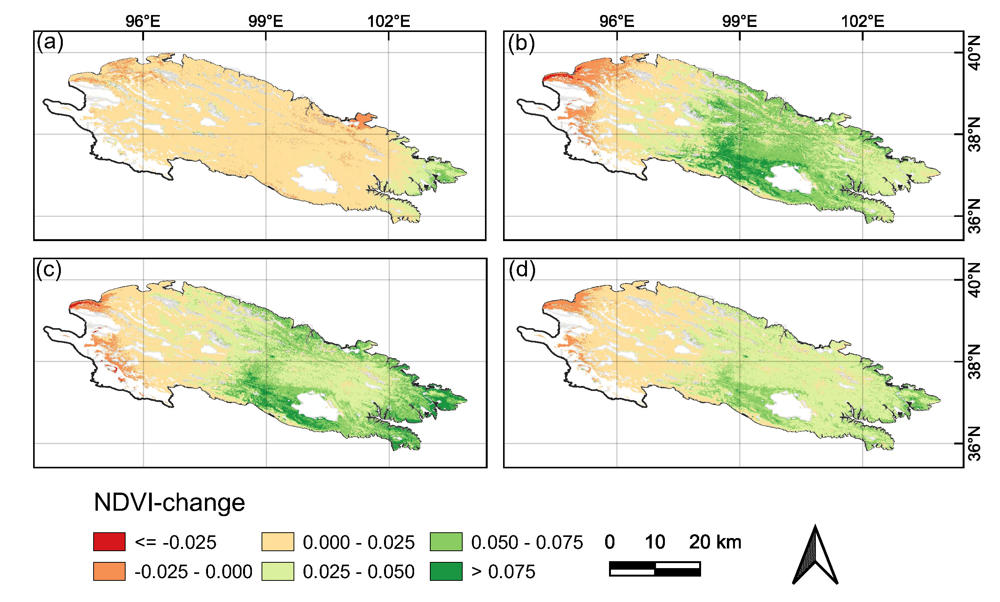 96°E 99°E 102°E 96°E 99°E 102°E
(a) (b)
40°N
38°N
36°N
(c) (d)
40°N
38°N
36°N
NDVI-change
<= -0.025 0.000 - 0.025 0.050 - 0.075 0 10 20 km
-0.025 - 0.000 0.025 - 0.050 > 0.075